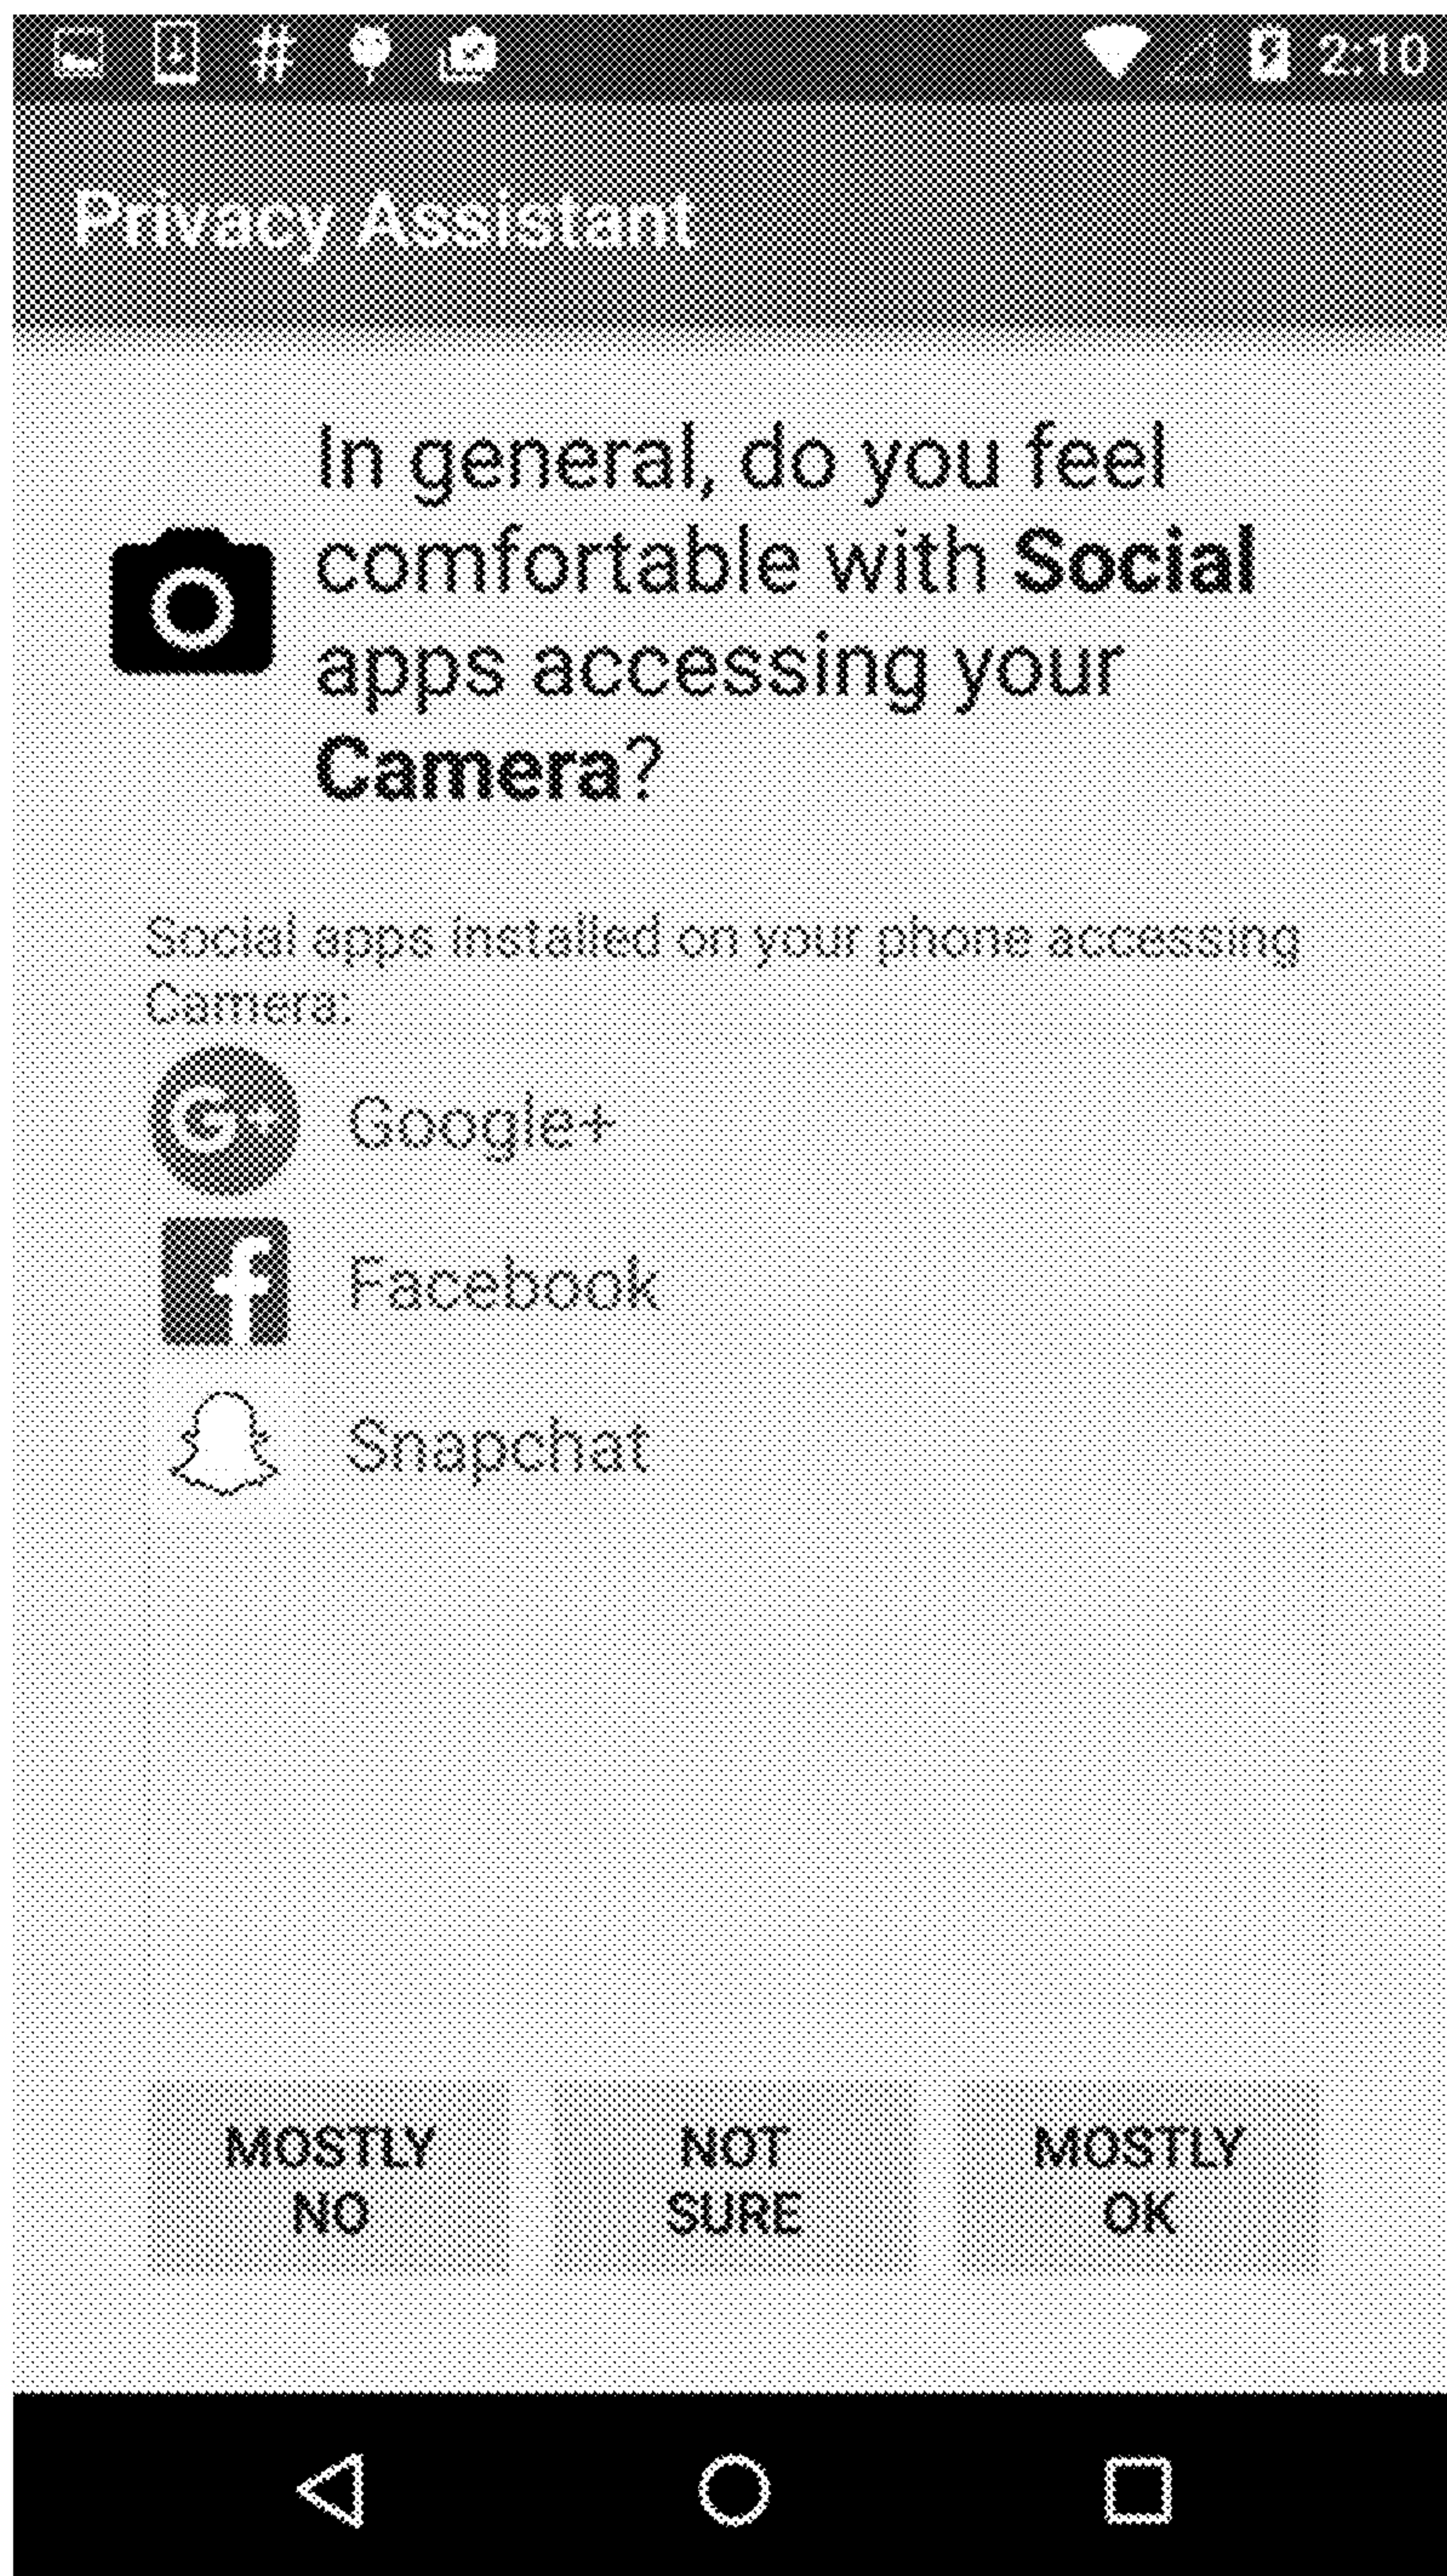 2:10
Privacy Assistant
In general, do you feel
comfortable with Social
apps accessing your
Camera?
Social apps installed on your phone accessing
Camera:
G+ Google+
f Facebook
Snapchat
MOSTLY NO
NOT SURE
MOSTLY OK